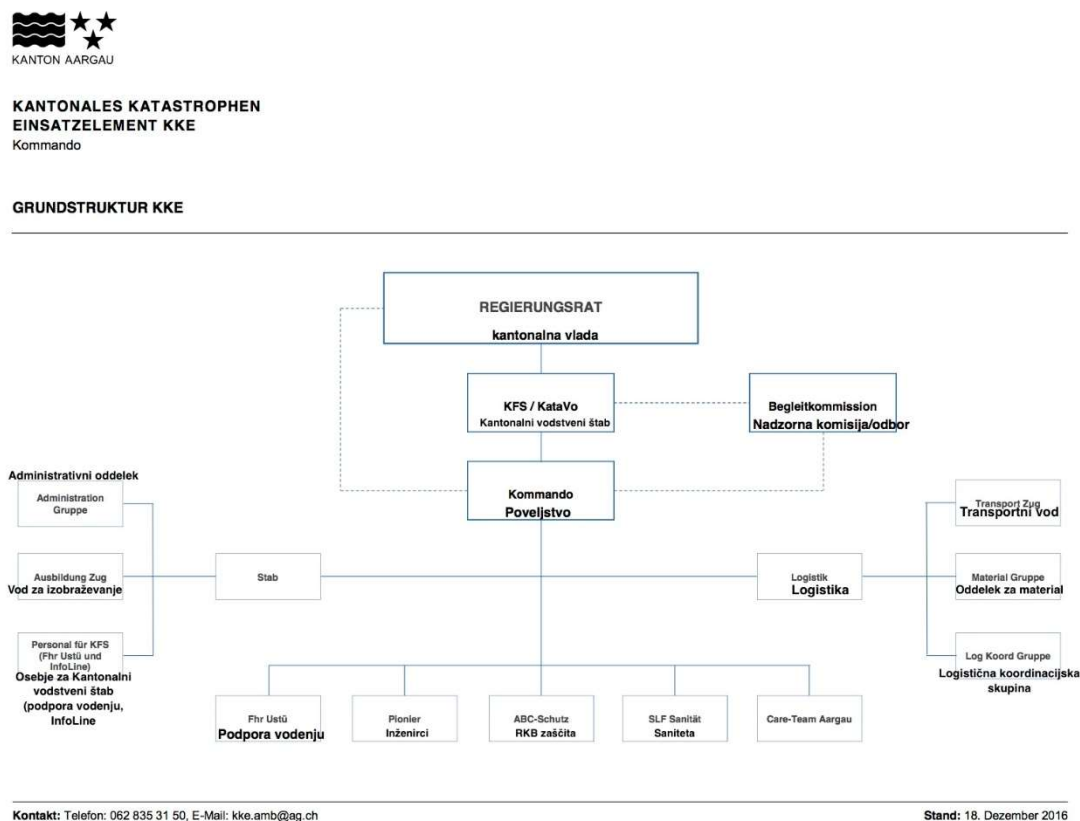 KANTON AARGAU
KANTONALES KATASTROPHEN
EINSATZELEMENT KKE
Kommando
GRUNDSTRUKTUR KKE
REGIERUNGSRAT
kantonalna vlada
KFS / KataVo
Kantonalni vodstveni štab
Begleitkommission
Nadzorna komisija/odbor
Kommando
Poveljstvo
Administrativni oddelek
Administration
Gruppe
Ausbildung Zug
Vod za izobraževanje
Personal für KFS
(Fhr Ustü und
InfoLine)
Osebje za Kantonalni
vodstveni štab
(podpora vodenju,
InfoLine
Stab
Logistik
Logistika
Transport Zug
Transportni vod
Material Gruppe
Oddelek za material
Log Koord Gruppe
Logistična koordinacijska
skupina
Fhr Ustü
Podpora vodenju
Pionier
Inženirci
ABC-Schutz
RKB zaščita
SLF Sanität
Saniteta
Care-Team Aargau
Kontakt: Telefon: 062 835 31 50, E-Mail: kke.amb@ag.ch
Stand: 18. Dezember 2016